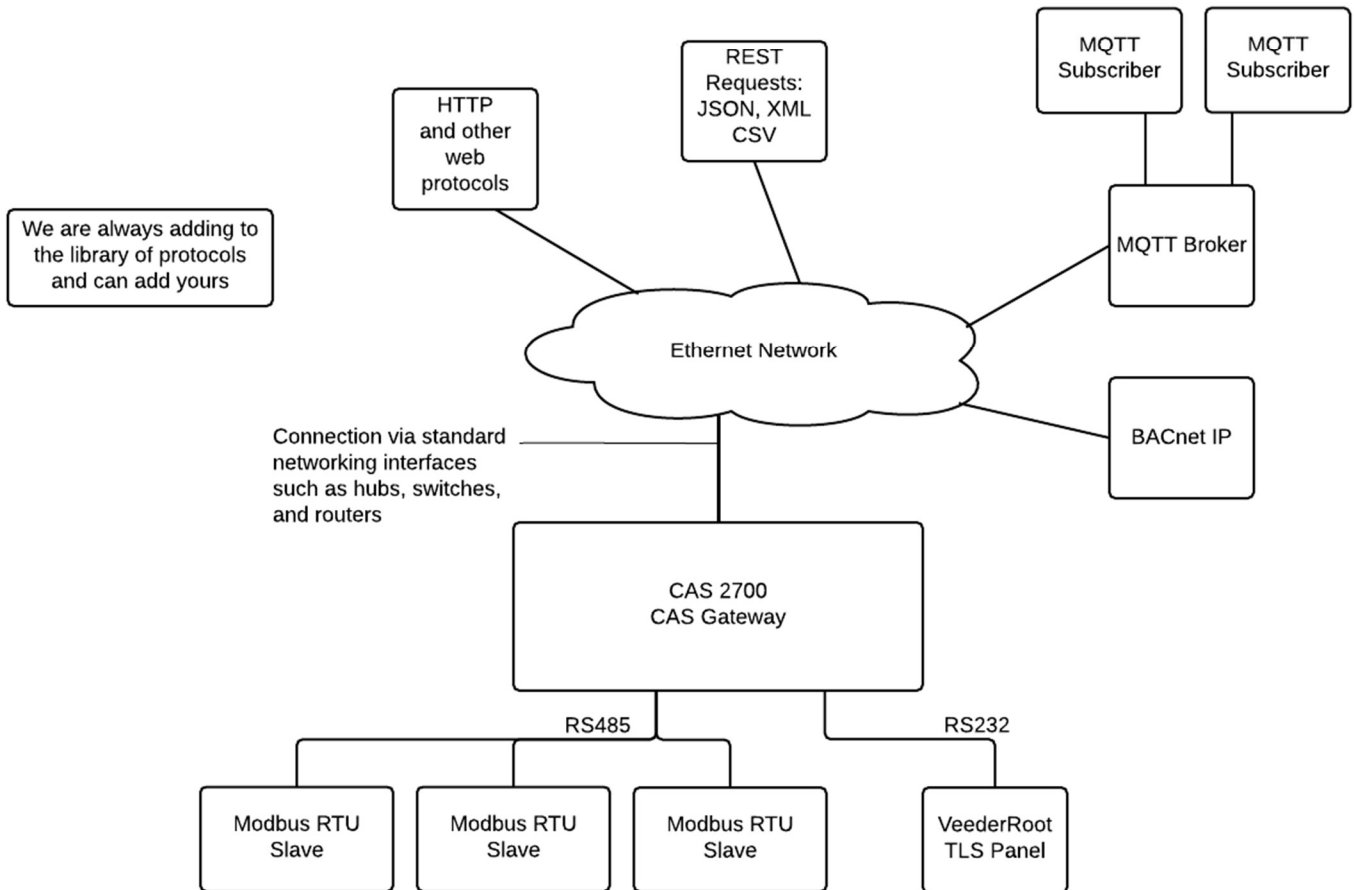 MQTT
Subscriber
MQTT
Subscriber
REST
Requests:
JSON, XML
CSV
HTTP
and other
web
protocols
We are always adding to
the library of protocols
and can add yours
MQTT Broker
Ethernet Network
BACnet IP
Connection via standard
networking interfaces
such as hubs, switches,
and routers
CAS 2700
CAS Gateway
RS485
RS232
Modbus RTU
Slave
Modbus RTU
Slave
Modbus RTU
Slave
VeederRoot
TLS Panel